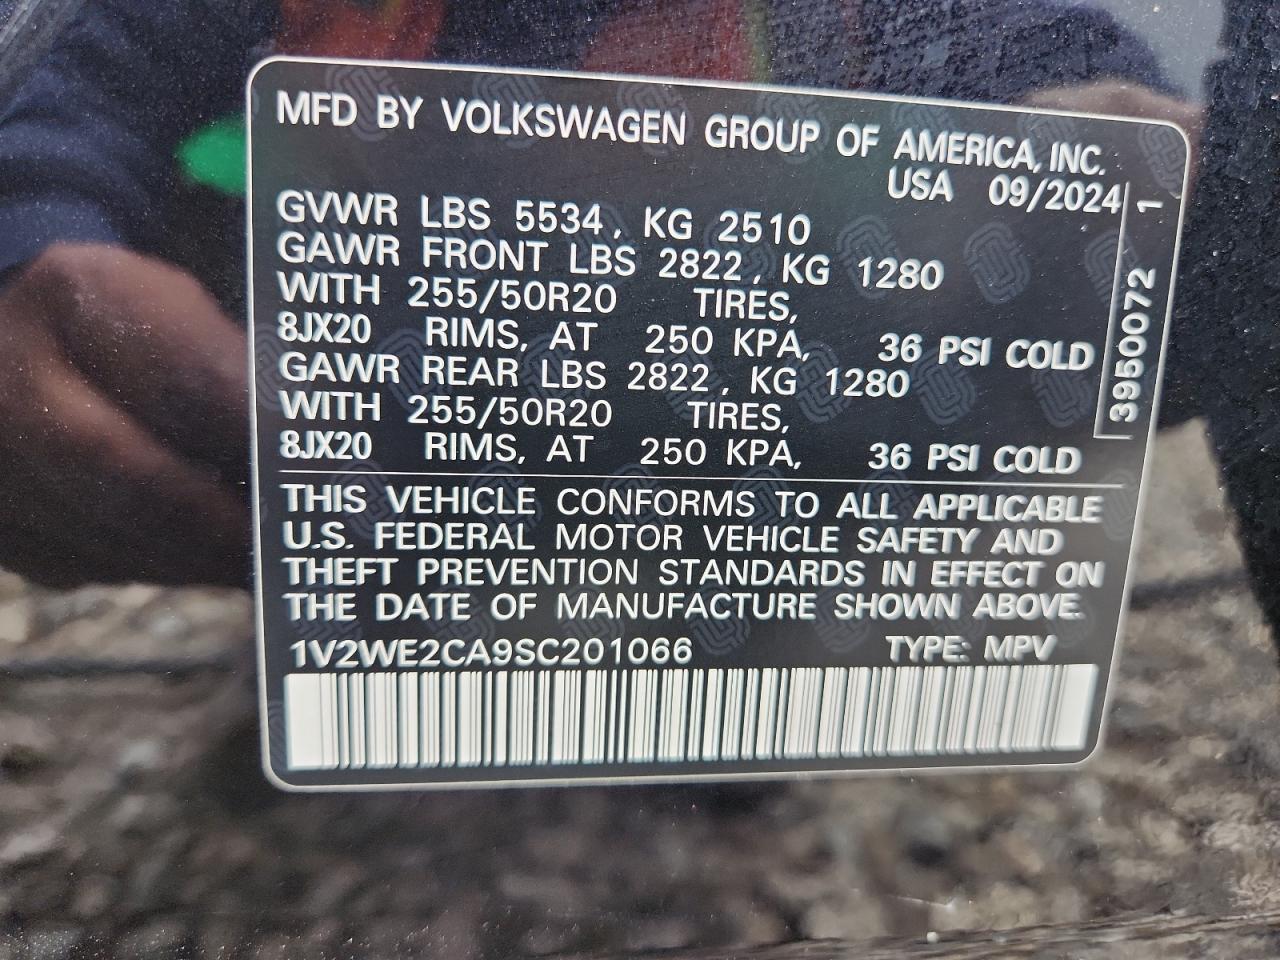 MFD BY VOLKSWAGEN GROUP OF AMERICA, INC.
USA 09/2024
GVWR LBS 5534, KG 2510
GAWR FRONT LBS 2822, KG 1280
WITH 255/50R20 TIRES,
8JX20 RIMS, AT 250 KPA, 36 PSI COLD
GAWR REAR LBS 2822, KG 1280
WITH 255/50R20 TIRES,
8JX20 RIMS, AT 250 KPA, 36 PSI COLD
3950072 1
THIS VEHICLE CONFORMS TO ALL APPLICABLE
U.S. FEDERAL MOTOR VEHICLE SAFETY AND
THEFT PREVENTION STANDARDS IN EFFECT ON
THE DATE OF MANUFACTURE SHOWN ABOVE.
1V2WE2CA9SC201066 TYPE: MPV